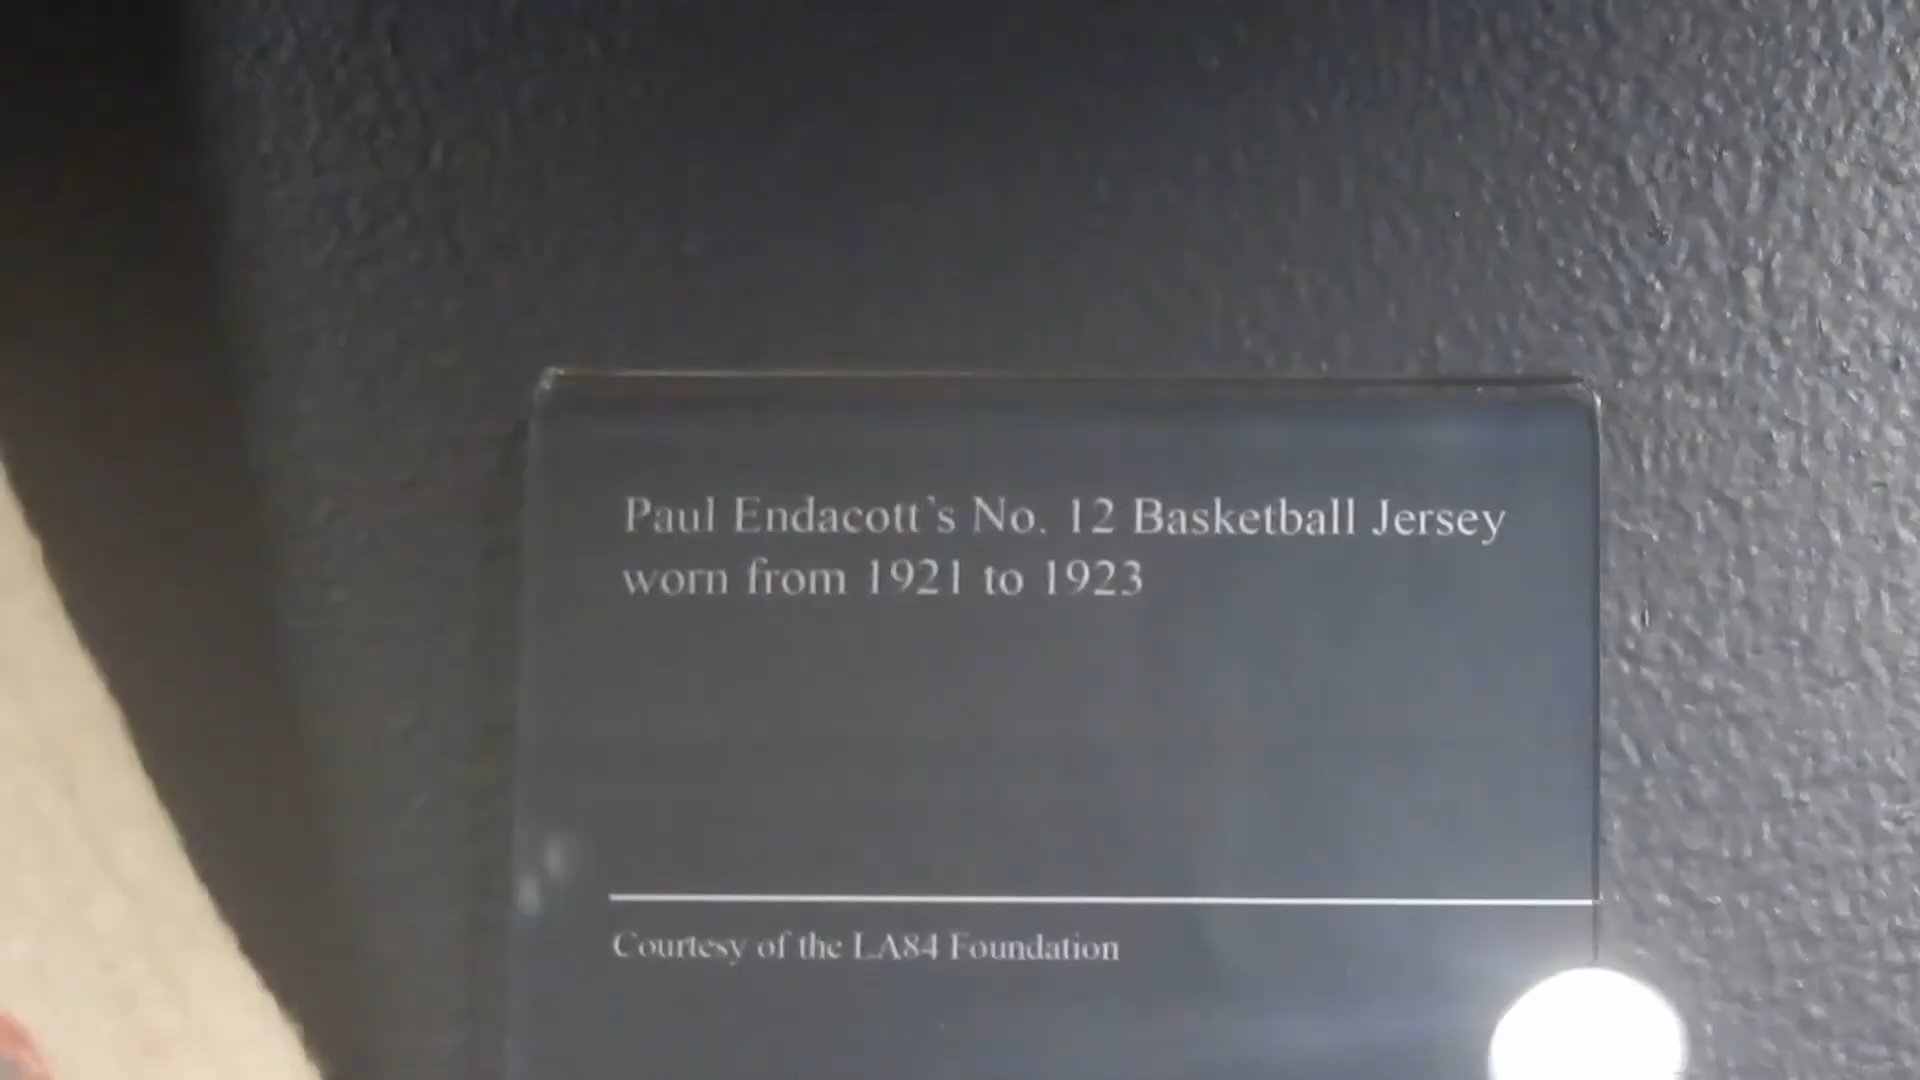 Paul Endacott's No. 12 Basketball Jersey
worn from 1921 to 1923
Courtesy of the LA84 Foundation